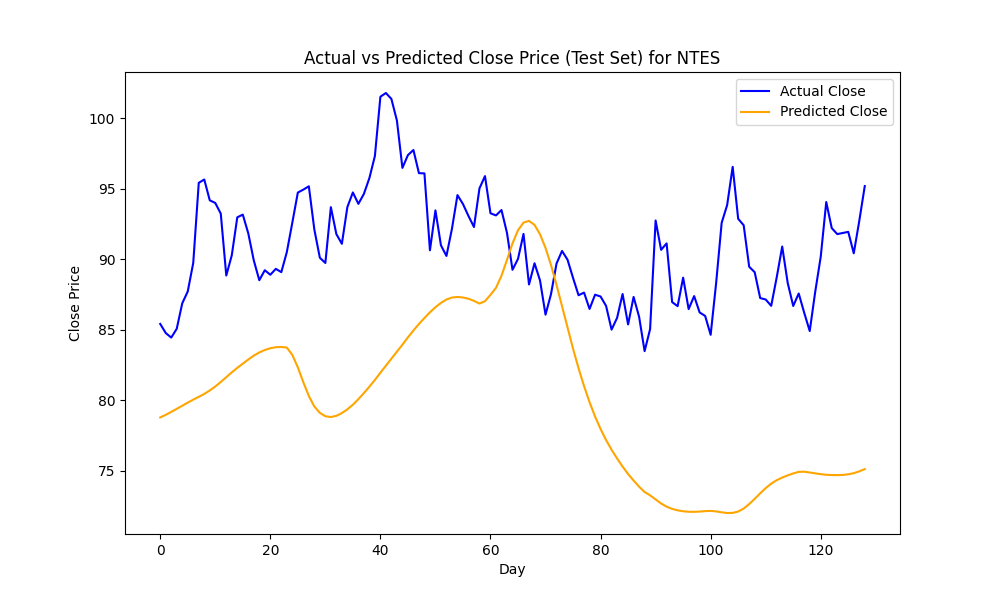 Actual vs Predicted Close Price (Test Set) for NTES
Actual Close
Predicted Close
Close Price
100
95
90
85
80
75
0 20 40 60 80 100 120
Day